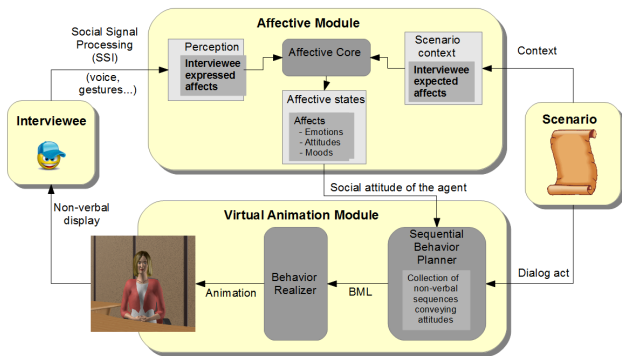 Affective Module
Social Signal
Processing
(SSI)
(voice,
gestures...)
Perception
Interviewee
expressed
affects
Affective Core
Scenario
context
Interviewee
expected
affects
Context
Affective states
Affects
- Emotions
- Attitudes
- Moods
Interviewee
Scenario
Social attitude of the agent
Non-verbal
display
Virtual Animation Module
Sequential
Behavior
Planner
Collection of
non-verbal
sequences
conveying
attitudes
Dialog act
BML
Behavior
Realizer
Animation